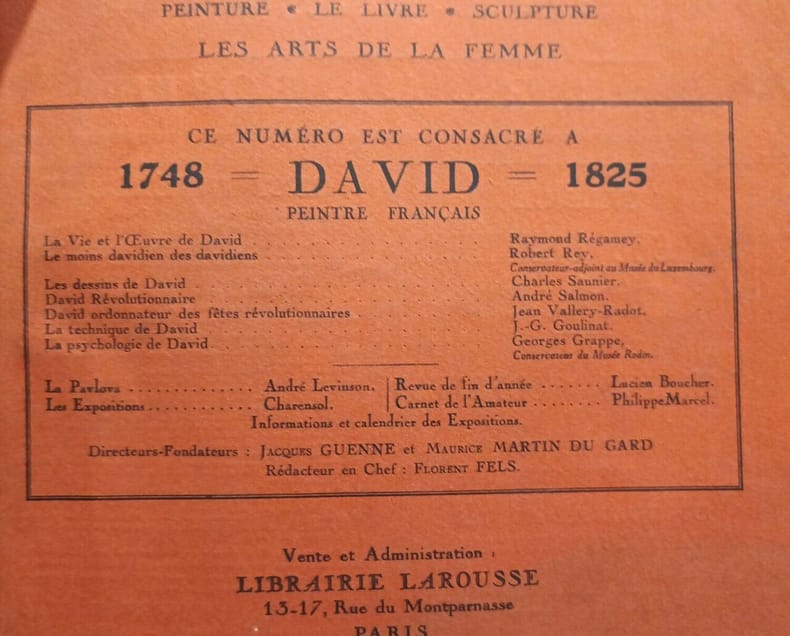 PEINTURE • LE LIVRE • SCULPTURE
LES ARTS DE LA FEMME
CE NUMÉRO EST CONSACRÉ A
1748 = DAVID = 1825
PEINTRE FRANÇAIS
La Vie et l'Œuvre de David . . . . . . . . . . Raymond Régamey.
Le moins davidien des davidiens . . . . . . . . . . Robert Rey,
Conservateur-adjoint au Musée du Luxembourg.
Les dessins de David . . . . . . . . . . Charles Saunier.
David Révolutionnaire . . . . . . . . . . André Salmon.
David ordonnateur des fêtes révolutionnaires . . . . . . . . . . Jean Vallery-Radot.
La technique de David . . . . . . . . . . J.-G. Goulinat.
La psychologie de David . . . . . . . . . . Georges Grappe,
Conservateur du Musée Rodin.
La Pavlova . . . . . . . . . . . . . André Levinson. | Revue de fin d'année . . . . . . . Lucien Boucher.
Les Expositions . . . . . . . . . . . Charensol. | Carnet de l'Amateur . . . . . . . . Philippe Marcel.
Informations et calendrier des Expositions.
Directeurs-Fondateurs : JACQUES GUENNE et MAURICE MARTIN DU GARD
Rédacteur en Chef : FLORENT FELS.
Vente et Administration :
LIBRAIRIE LAROUSSE
13-17, Rue du Montparnasse
PARIS